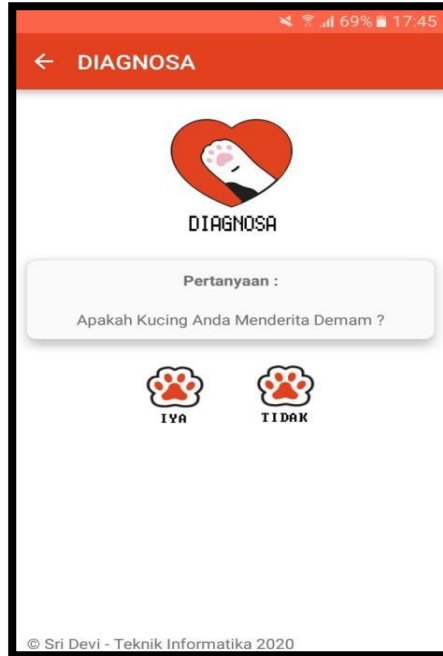 69% 17:45
DIAGNOSA
DIAGNOSA
Pertanyaan :
Apakah Kucing Anda Menderita Demam ?
IYA TIDAK
© Sri Devi - Teknik Informatika 2020